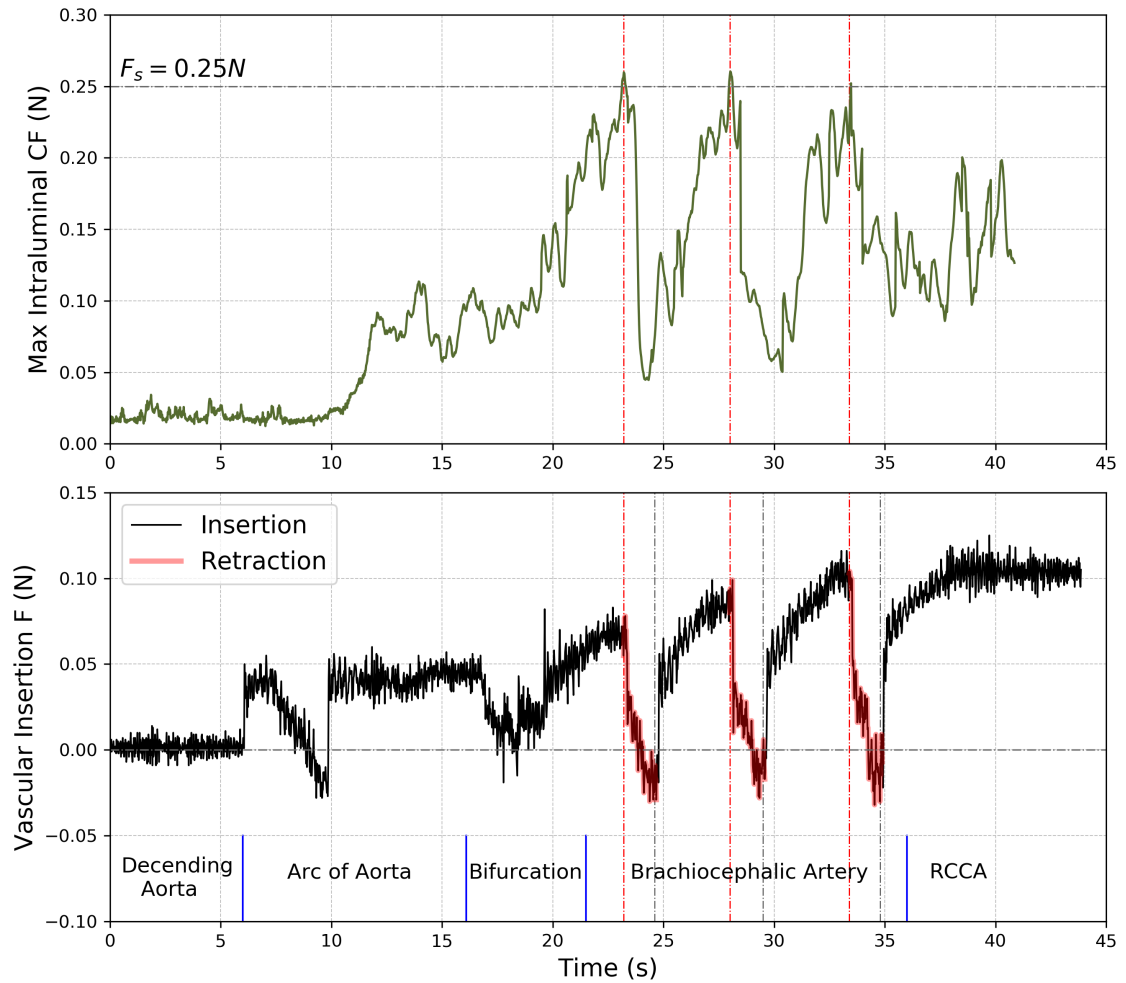 0.30
0.25
0.20
0.15
0.10
0.05
0.00
Max Intraluminal CF (N)
Fₛ = 0.25N
0 5 10 15 20 25 30 35 40 45
0.15
0.10
0.05
0.00
−0.05
−0.10
Vascular Insertion F (N)
Insertion
Retraction
Decending
Aorta
Arc of Aorta
Bifurcation
Brachiocephalic Artery
RCCA
0 5 10 15 20 25 30 35 40 45
Time (s)